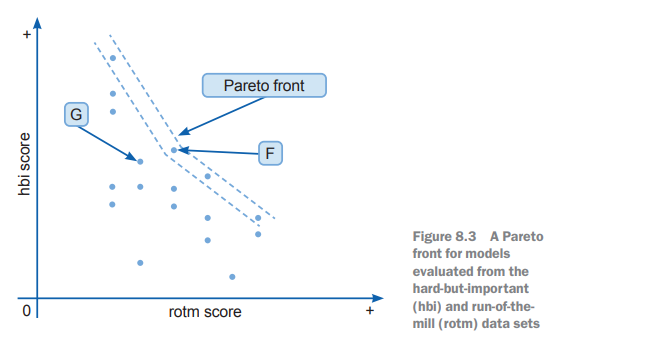 +
Pareto front
G
F
hbi score
0
rotm score
+
Figure 8.3 A Pareto
front for models
evaluated from the
hard-but-important
(hbi) and run-of-the-
mill (rotm) data sets